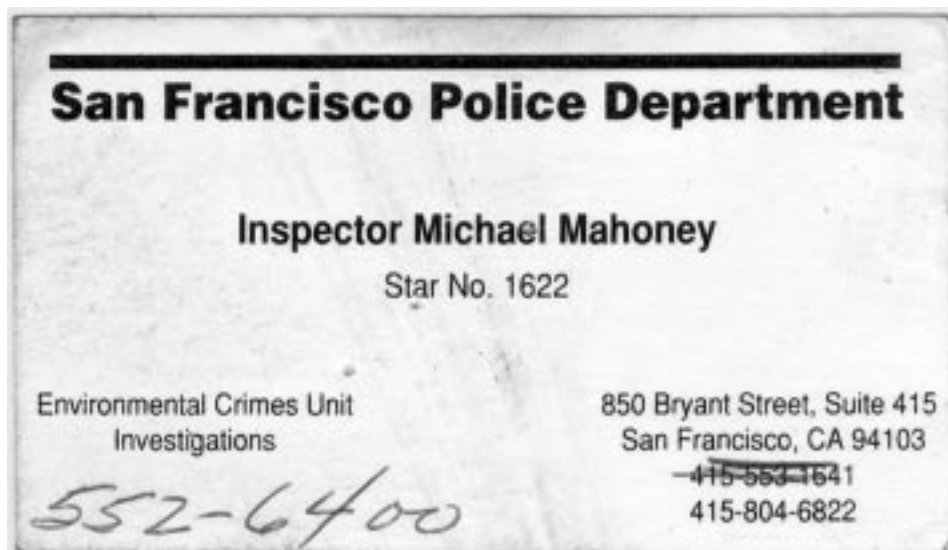 San Francisco Police Department
Inspector Michael Mahoney
Star No. 1622
Environmental Crimes Unit
Investigations
552-6400
850 Bryant Street, Suite 415
San Francisco, CA 94103
415-553-1641
415-804-6822